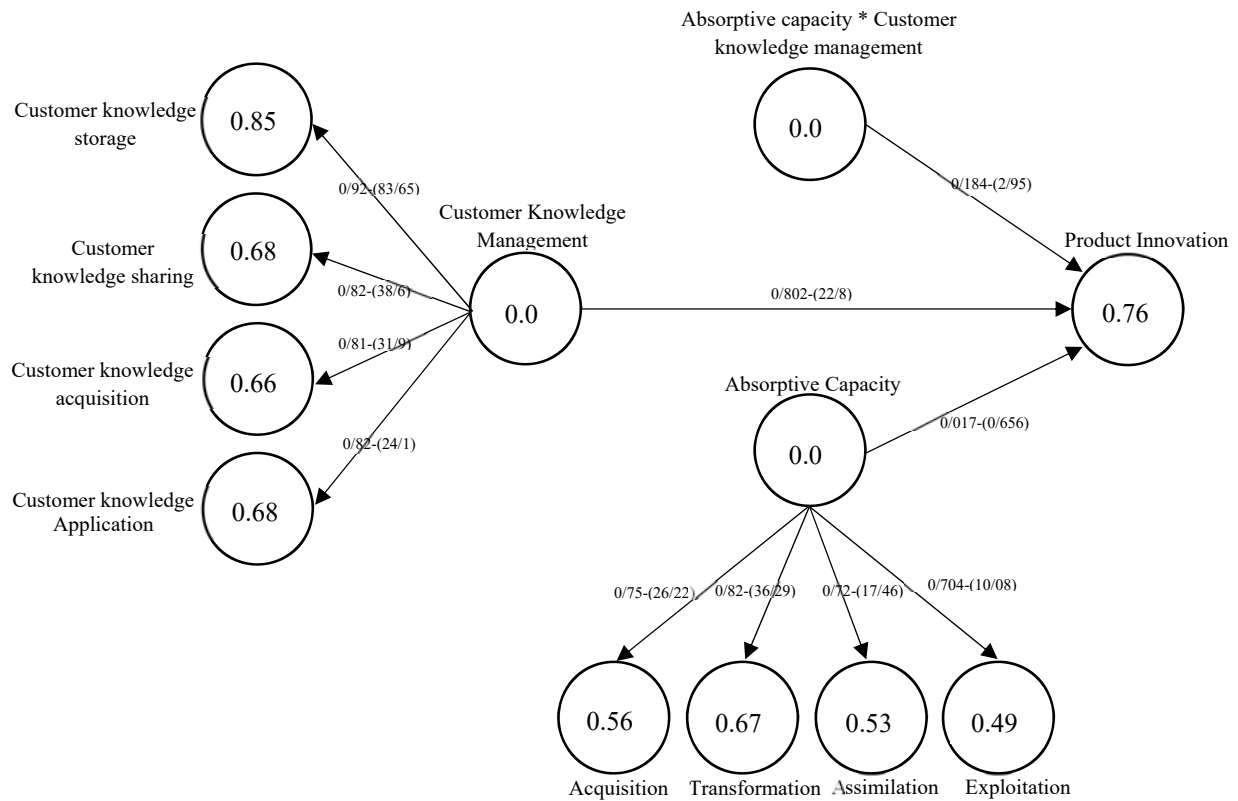 Absorptive capacity * Customer
knowledge management
0.0
Customer knowledge
storage
0.85
0/92-(83/65)
0/184-(2/95)
Customer
knowledge sharing
0.68
0/82-(38/6)
Customer Knowledge
Management
0.0
0/802-(22/8)
Product Innovation
0.76
Customer knowledge
acquisition
0.66
0/81-(31/9)
Absorptive Capacity
0.0
0/017-(0/656)
Customer knowledge
Application
0.68
0/82-(24/1)
0/75-(26/22)
0/82-(36/29)
0/72-(17/46)
0/704-(10/08)
0.56
0.67
0.53
0.49
Acquisition
Transformation
Assimilation
Exploitation